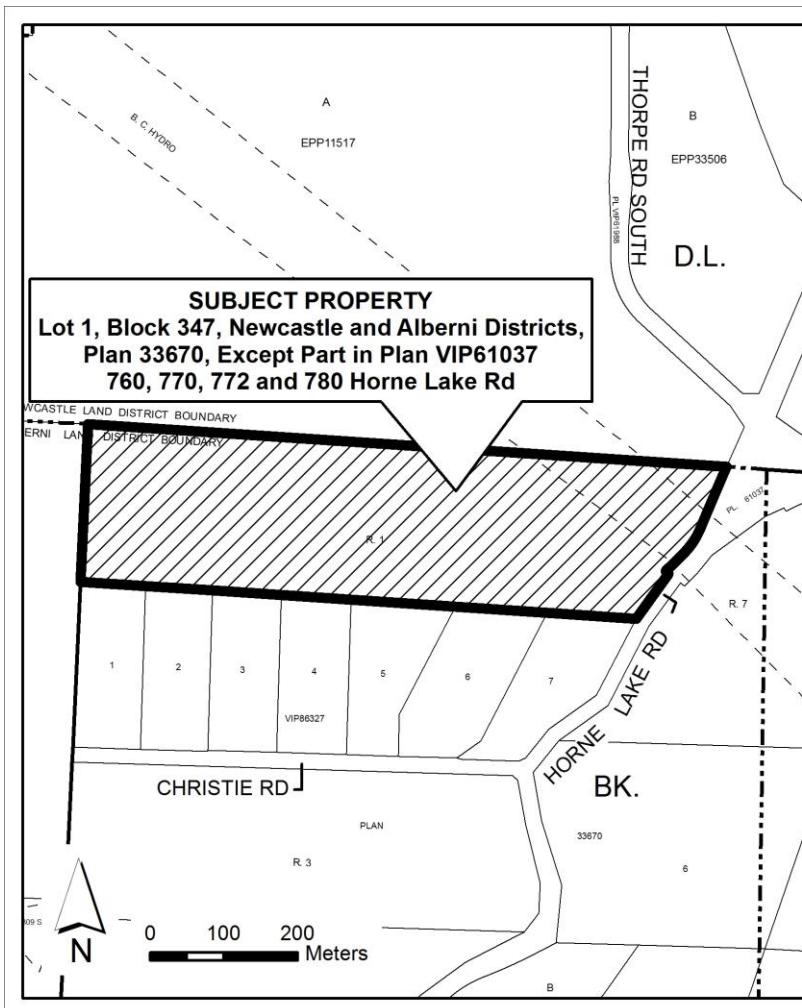 A
EPP11517
B. C. HYDRO
THORPE RD SOUTH
PL VIP61988
B
EPP33506
D.L.
SUBJECT PROPERTY
Lot 1, Block 347, Newcastle and Alberni Districts,
Plan 33670, Except Part in Plan VIP61037
760, 770, 772 and 780 Horne Lake Rd
WCASTLE LAND DISTRICT BOUNDARY
ERNI LAND DISTRICT BOUNDARY
PL. 61037
R. 1
R. 7
1
2
3
4
5
6
7
VIP86327
HORNE LAKE RD
CHRISTIE RD
BK.
PLAN
33670
R. 3
6
N
0 100 200
Meters
B